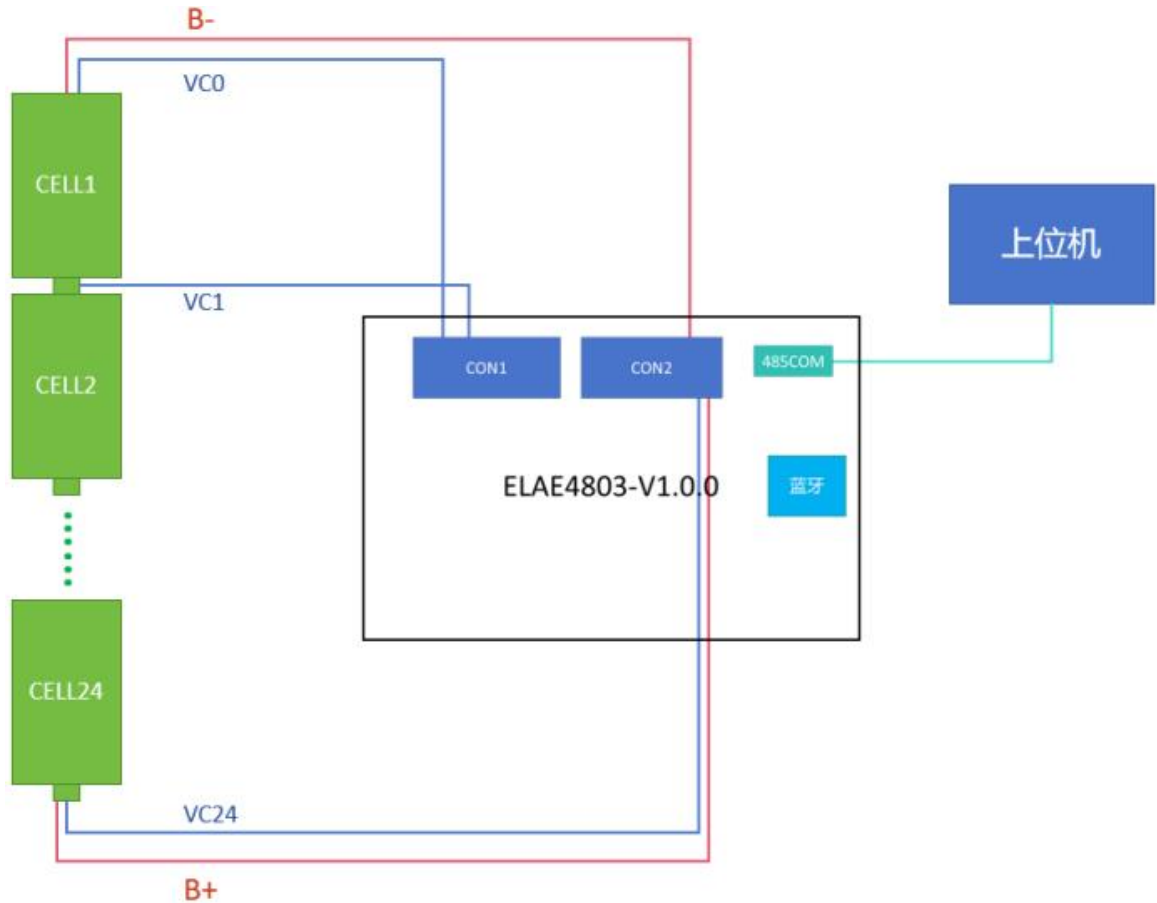 B-
VC0
CELL1
上位机
VC1
CON1
CON2
485COM
CELL2
ELAE4803-V1.0.0
蓝牙
CELL24
VC24
B+